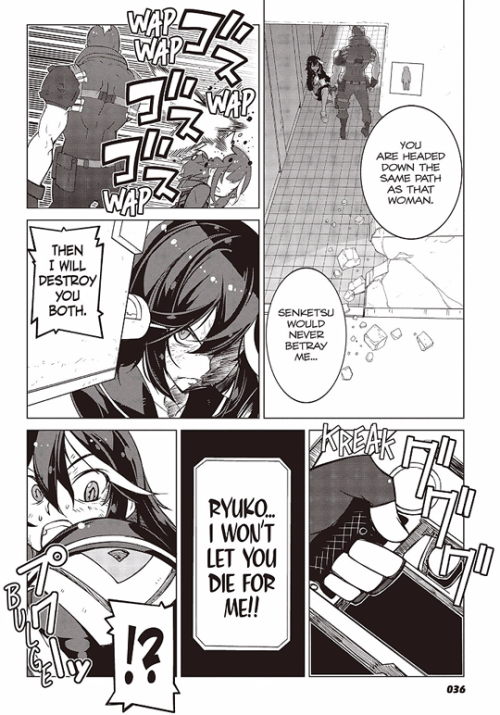 YOU
ARE HEADED
DOWN
THE SAME PATH
AS THAT
WOMAN.
SENKETSU
WOULD
NEVER
BETRAY
ME...
ゴス
ゴス
ゴス
WAP
WAP
WAP
WAP
WAP
THEN
I WILL
DESTROY
YOU
BOTH.
KREAK
グググ
RYUKO...
I WON'T
LET YOU
DIE FOR
ME!!
プク
BULGE
!?
036